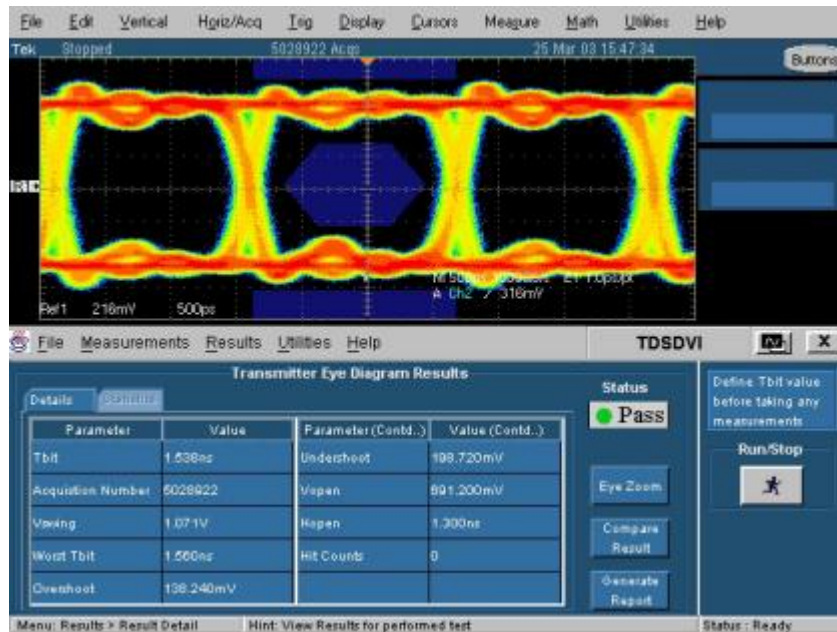 File Edit Vertical Horiz/Acq Trig Display Cursors Measure Math Utilities Help
Tek Stopped 5028922 Acqs 25 Mar 03 15:47:34
Buttons
R1
A Ch2 / 316mV
Ref1 216mV 500ps
File Measurements Results Utilities Help
TDSDVI
X
Transmitter Eye Diagram Results
Details Statistics
Status
Pass
Define Tbit value
before taking any
measurements
Parameter Value Parameter(Contd..) Value (Contd..)
Tbit 1.538ns Undershoot 198.720mV
Acquistion Number 5028922 Vopen 691.200mV
Vswing 1.071V Hopen 1.300ns
Worst Tbit 1.560ns Hit Counts 0
Overshoot 138.240mV
Eye Zoom
Compare
Result
Generate
Report
Run/Stop
Menu: Results > Result Detail Hint: View Results for performed test Status : Ready